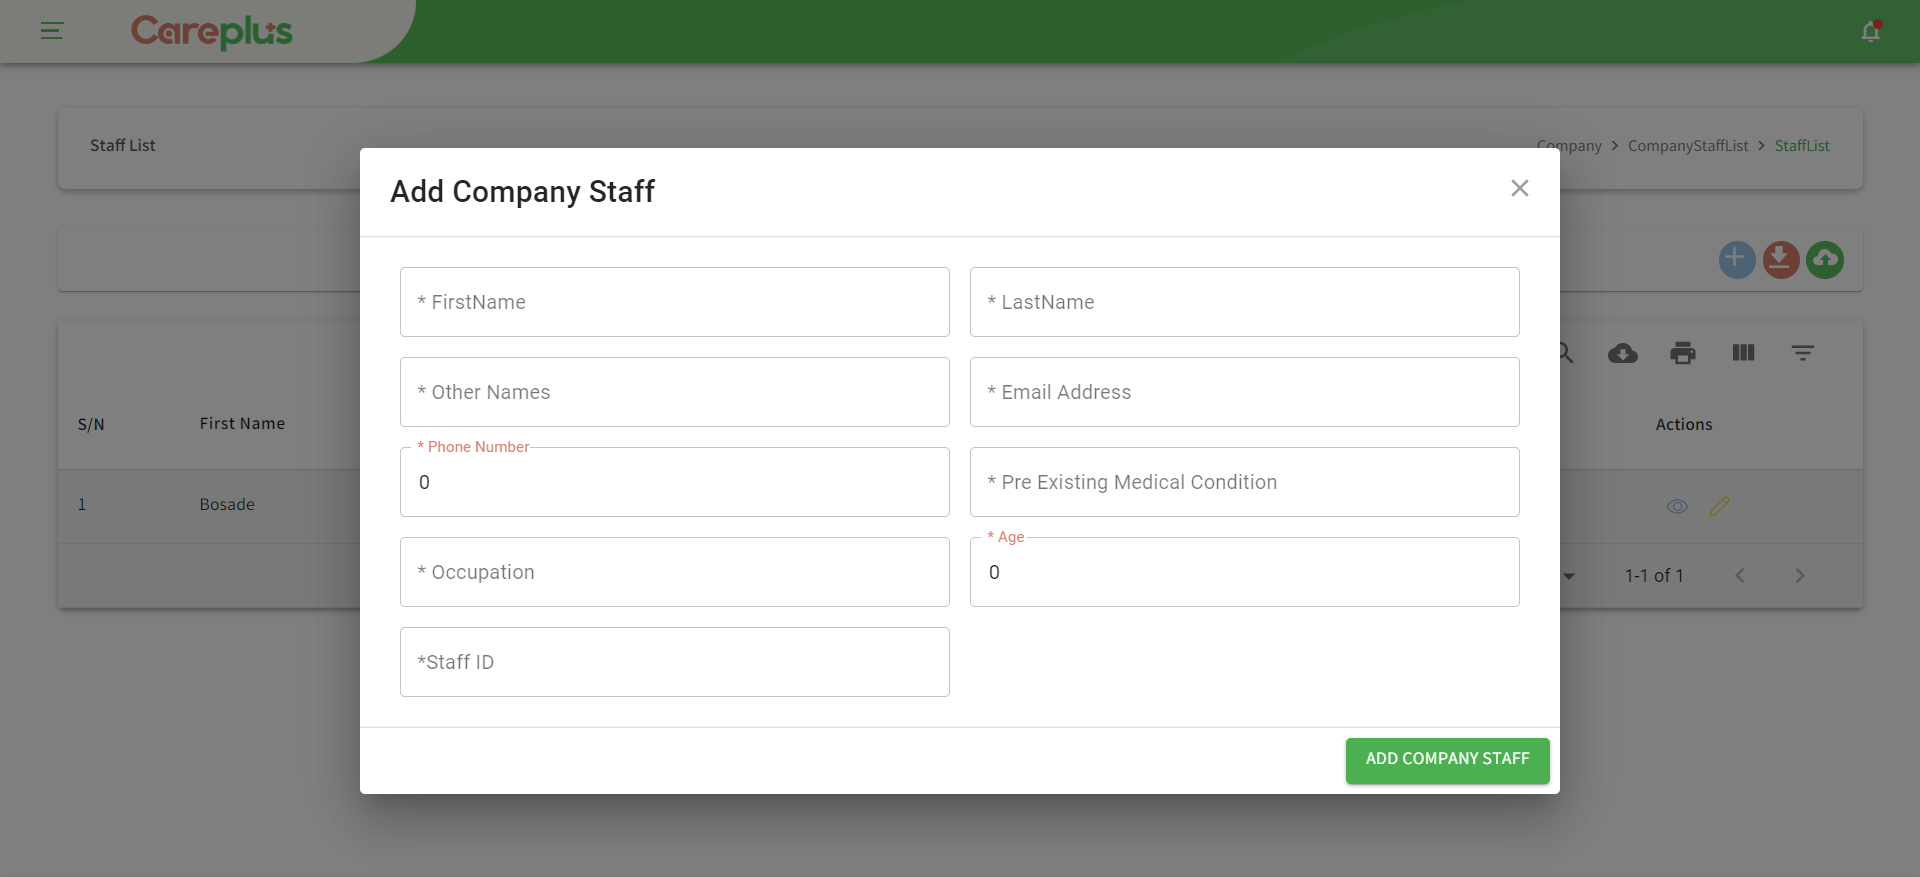 Careplus
Staff List
Company > CompanyStaffList > StaffList
Add Company Staff
* FirstName
* LastName
* Other Names
* Email Address
* Phone Number
0
* Pre Existing Medical Condition
* Occupation
* Age
0
*Staff ID
ADD COMPANY STAFF
S/N First Name Actions
1 Bosade
1-1 of 1